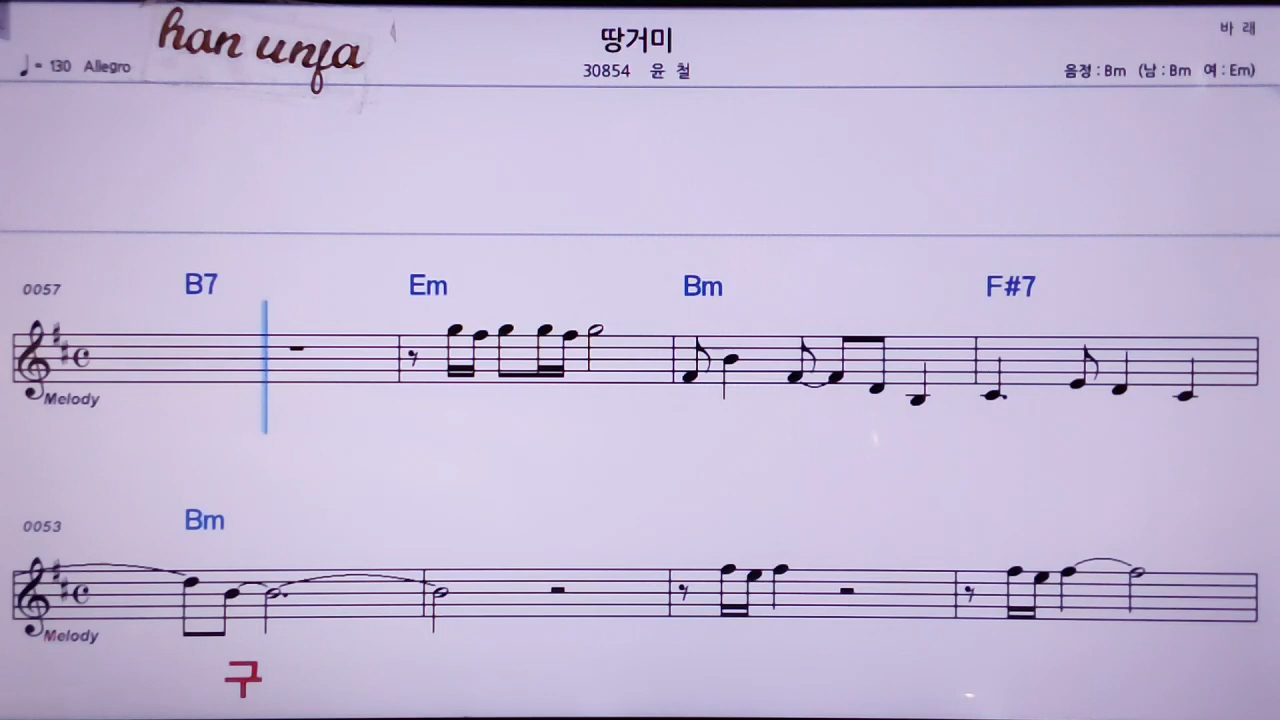 han unfa
땅거미
바 래
♩= 130 Allegro
30854 윤 철
음정 : Bm (남 : Bm 여 : Em)
0057 B7 Em Bm F#7
Melody
0053 Bm
Melody
구